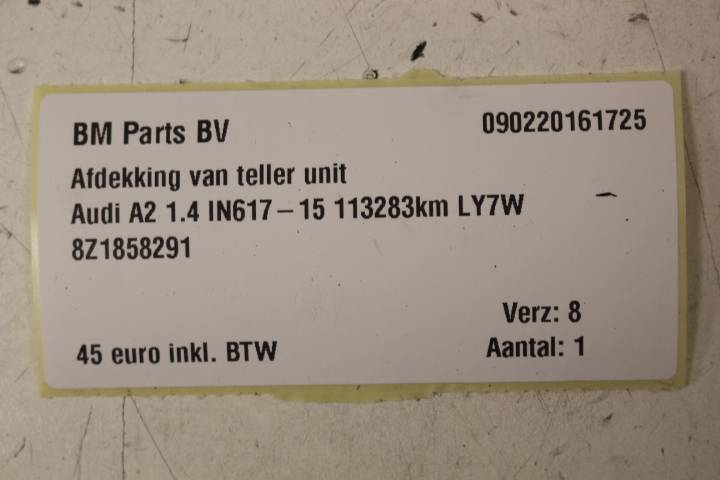 BM Parts BV 090220161725
Afdekking van teller unit
Audi A2 1.4 IN617 – 15 113283km LY7W
8Z1858291
Verz: 8
45 euro inkl. BTW Aantal: 1